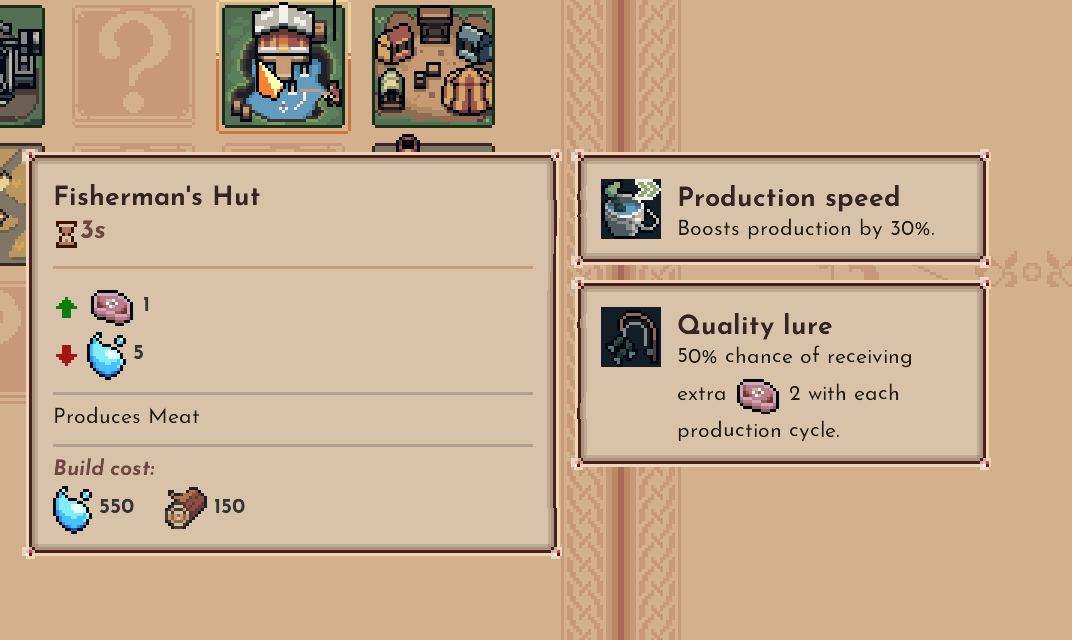 Fisherman's Hut
3s
1
5
Produces Meat
Build cost:
550 150
Production speed
Boosts production by 30%.
Quality lure
50% chance of receiving
extra 2 with each
production cycle.